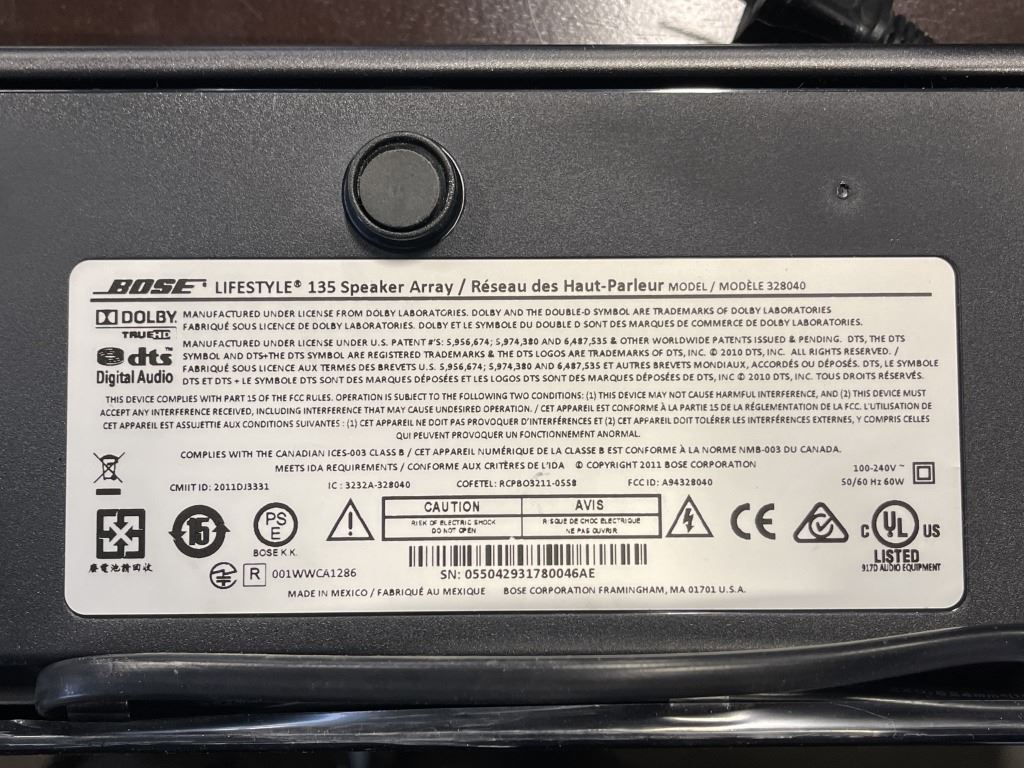 BOSE® LIFESTYLE® 135 Speaker Array / Réseau des Haut-Parleur MODEL / MODÈLE 328040
DOLBY TRUEHD
MANUFACTURED UNDER LICENSE FROM DOLBY LABORATORIES. DOLBY AND THE DOUBLE-D SYMBOL ARE TRADEMARKS OF DOLBY LABORATORIES
FABRIQUÉ SOUS LICENCE DE DOLBY LABORATORIES. DOLBY ET LE SYMBOLE DU DOUBLE D SONT DES MARQUES DE COMMERCE DE DOLBY LABORATORIES.
dts™ Digital Audio
MANUFACTURED UNDER LICENSE UNDER U.S. PATENT #'S: 5,956,674; 5,974,380 AND 6,487,535 & OTHER WORLDWIDE PATENTS ISSUED & PENDING. DTS, THE DTS
SYMBOL AND DTS+THE DTS SYMBOL ARE REGISTERED TRADEMARKS & THE DTS LOGOS ARE TRADEMARKS OF DTS, INC. © 2010 DTS, INC. ALL RIGHTS RESERVED. /
FABRIQUÉ SOUS LICENCE AUX TERMES DES BREVETS U.S. 5,956,674; 5,974,380 AND 6,487,535 ET AUTRES BREVETS MONDIAUX, ACCORDÉS OU DÉPOSÉS. DTS, LE SYMBOLE
DTS ET DTS + LE SYMBOLE DTS SONT DES MARQUES DÉPOSÉES ET LES LOGOS DTS SONT DES MARQUES DÉPOSÉES DE DTS, INC © 2010 DTS, INC. TOUS DROITS RÉSERVÉS.
THIS DEVICE COMPLIES WITH PART 15 OF THE FCC RULES. OPERATION IS SUBJECT TO THE FOLLOWING TWO CONDITIONS: (1) THIS DEVICE MAY NOT CAUSE HARMFUL INTERFERENCE, AND (2) THIS DEVICE MUST
ACCEPT ANY INTERFERENCE RECEIVED, INCLUDING INTERFERENCE THAT MAY CAUSE UNDESIRED OPERATION. / CET APPAREIL EST CONFORME À LA PARTIE 15 DE LA RÉGLEMENTATION DE LA FCC. L'UTILISATION DE
CET APPAREIL EST ASSUJETTIE AUX CONDITIONS SUIVANTES : (1) CET APPAREIL NE DOIT PAS PROVOQUER D'INTERFÉRENCES ET (2) CET APPAREIL DOIT TOLÉRER LES INTERFÉRENCES EXTERNES, Y COMPRIS CELLES
QUI PEUVENT PROVOQUER UN FONCTIONNEMENT ANORMAL.
COMPLIES WITH THE CANADIAN ICES-003 CLASS B / CET APPAREIL NUMÉRIQUE DE LA CLASSE B EST CONFORME À LA NORME NMB-003 DU CANADA.
MEETS IDA REQUIREMENTS / CONFORME AUX CRITÈRES DE L'IDA © COPYRIGHT 2011 BOSE CORPORATION
100-240V ~
50/60 Hz 60W
CMIIT ID: 2011DJ3331 IC : 3232A-328040 COFETEL: RCPBO3211-0558 FCC ID: A94328040
15
PS E
BOSE K.K.
CAUTION AVIS
RISK OF ELECTRIC SHOCK RISQUE DE CHOC ÉLECTRIQUE
DO NOT OPEN NE PAS OUVRIR
CE
C UL US
LISTED
917D AUDIO EQUIPMENT
廢電池請回收
R 001WWCA1286
SN: 055042931780046AE
MADE IN MEXICO / FABRIQUÉ AU MEXIQUE BOSE CORPORATION FRAMINGHAM, MA 01701 U.S.A.